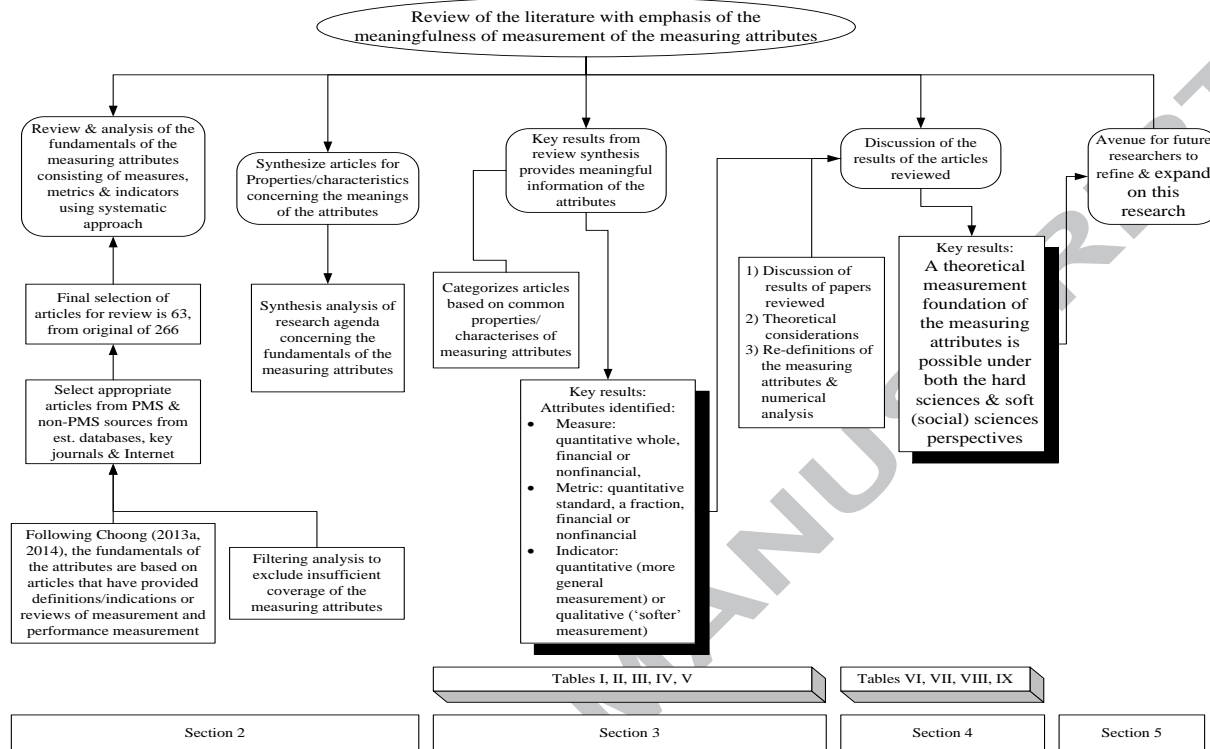 Review of the literature with emphasis of the
meaningfulness of measurement of the measuring attributes
Review & analysis of the
fundamentals of the
measuring attributes
consisting of measures,
metrics & indicators
using systematic
approach
Synthesize articles for
Properties/characteristics
concerning the meanings
of the attributes
Key results from
review synthesis
provides meaningful
information of the
attributes
Discussion of the
results of the articles
reviewed
Avenue for future
researchers to
refine & expand
on this
research
Final selection of
articles for review is 63,
from original of 266
Select appropriate
articles from PMS &
non-PMS sources from
est. databases, key
journals & Internet
Following Choong (2013a,
2014), the fundamentals of
the attributes are based on
articles that have provided
definitions/indications or
reviews of measurement and
performance measurement
Filtering analysis to
exclude insufficient
coverage of the
measuring attributes
Synthesis analysis of
research agenda
concerning the
fundamentals of the
measuring attributes
Categorizes articles
based on common
properties/
characterises of
measuring attributes
Key results:
Attributes identified:
• Measure:
quantitative whole,
financial or
nonfinancial,
• Metric: quantitative
standard, a fraction,
financial or
nonfinancial
• Indicator:
quantitative (more
general
measurement) or
qualitative (‘softer’
measurement)
1) Discussion of
results of papers
reviewed
2) Theoretical
considerations
3) Re-definitions of
the measuring
attributes &
numerical
analysis
Key results:
A theoretical
measurement
foundation of
the measuring
attributes is
possible under
both the hard
sciences & soft
(social) sciences
perspectives
Tables I, II, III, IV, V
Tables VI, VII, VIII, IX
Section 2
Section 3
Section 4
Section 5